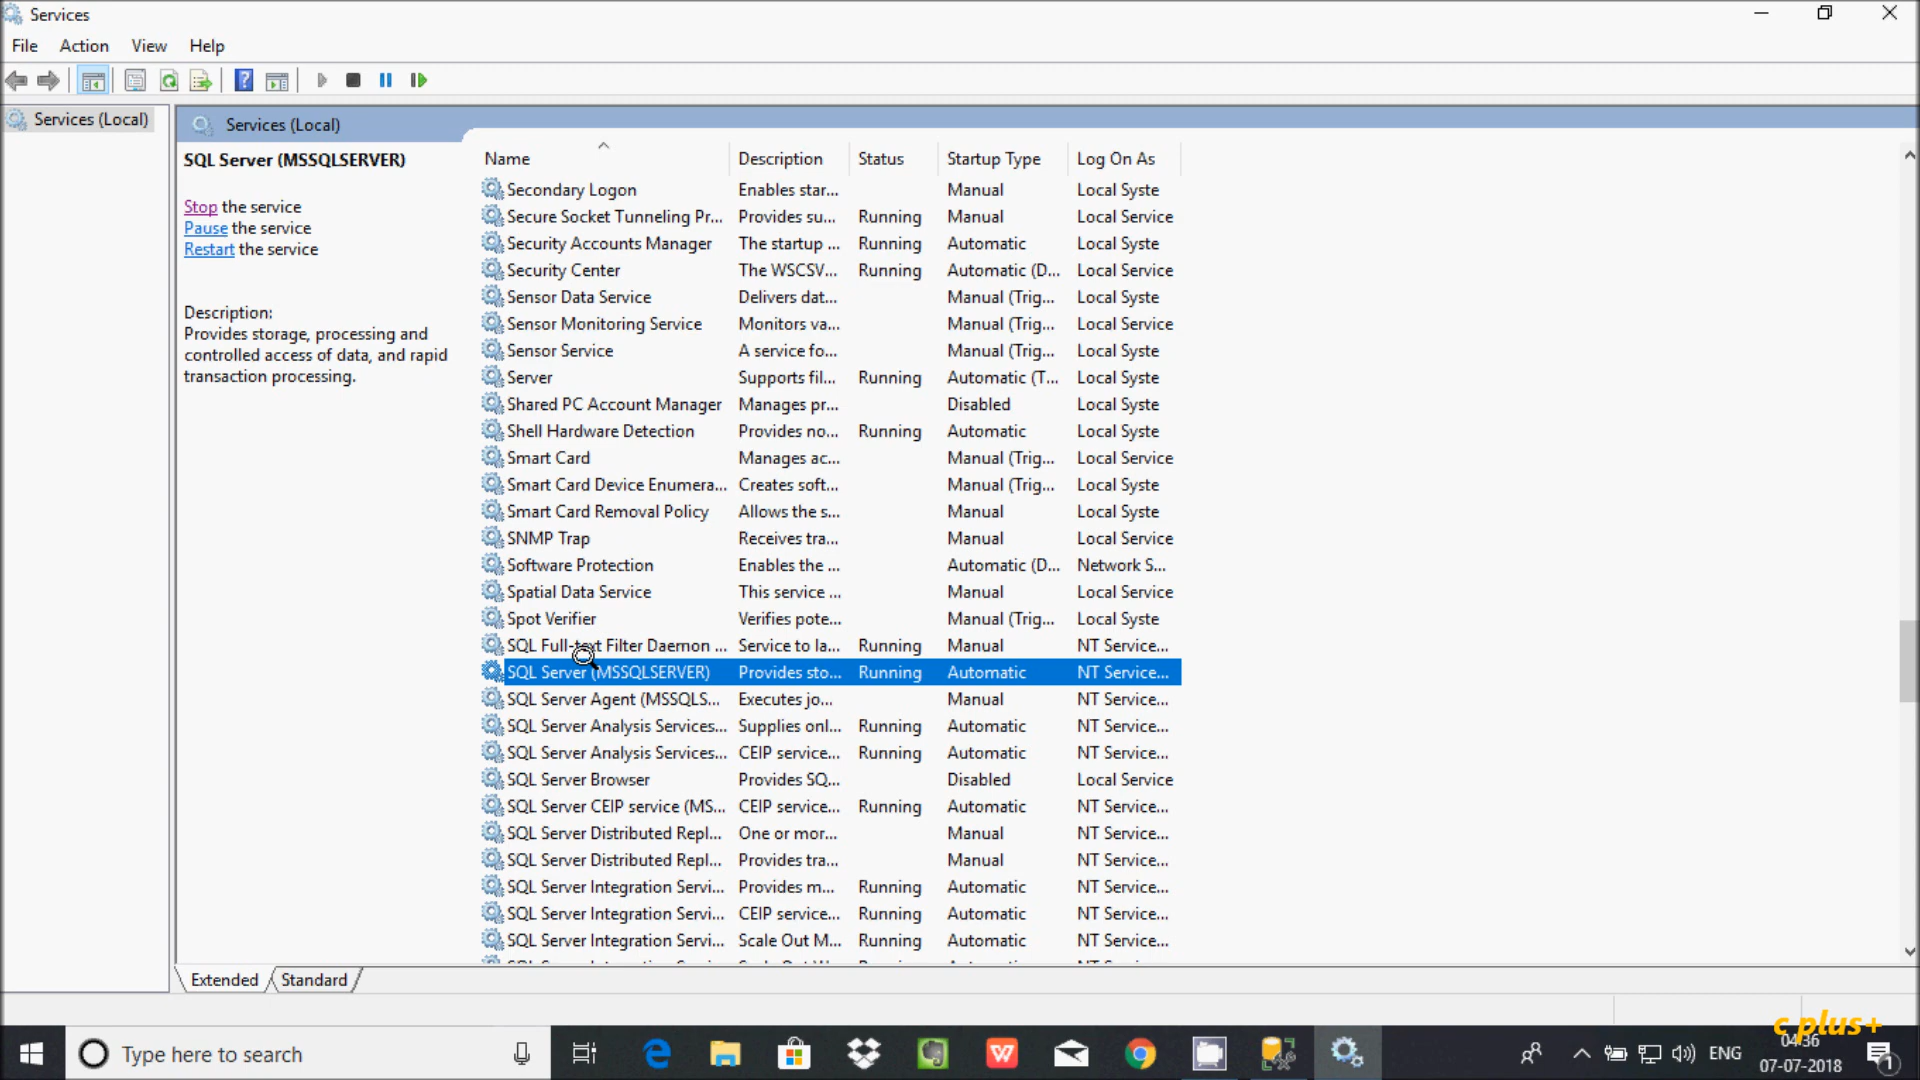 Services
File Action View Help
Services (Local)
Services (Local)
SQL Server (MSSQLSERVER)
Stop the service
Pause the service
Restart the service
Description:
Provides storage, processing and
controlled access of data, and rapid
transaction processing.
Name Description Status Startup Type Log On As
Secondary Logon Enables star... Manual Local Syste
Secure Socket Tunneling Pr... Provides su... Running Manual Local Service
Security Accounts Manager The startup ... Running Automatic Local Syste
Security Center The WSCSV... Running Automatic (D... Local Service
Sensor Data Service Delivers dat... Manual (Trig... Local Syste
Sensor Monitoring Service Monitors va... Manual (Trig... Local Service
Sensor Service A service fo... Manual (Trig... Local Syste
Server Supports fil... Running Automatic (T... Local Syste
Shared PC Account Manager Manages pr... Disabled Local Syste
Shell Hardware Detection Provides no... Running Automatic Local Syste
Smart Card Manages ac... Manual (Trig... Local Service
Smart Card Device Enumera... Creates soft... Manual (Trig... Local Syste
Smart Card Removal Policy Allows the s... Manual Local Syste
SNMP Trap Receives tra... Manual Local Service
Software Protection Enables the ... Automatic (D... Network S...
Spatial Data Service This service ... Manual Local Service
Spot Verifier Verifies pote... Manual (Trig... Local Syste
SQL Full-text Filter Daemon ... Service to la... Running Manual NT Service...
SQL Server (MSSQLSERVER) Provides sto... Running Automatic NT Service...
SQL Server Agent (MSSQLS... Executes jo... Manual NT Service...
SQL Server Analysis Services... Supplies onl... Running Automatic NT Service...
SQL Server Analysis Services... CEIP service... Running Automatic NT Service...
SQL Server Browser Provides SQ... Disabled Local Service
SQL Server CEIP service (MS... CEIP service... Running Automatic NT Service...
SQL Server Distributed Repl... One or mor... Manual NT Service...
SQL Server Distributed Repl... Provides tra... Manual NT Service...
SQL Server Integration Servi... Provides m... Running Automatic NT Service...
SQL Server Integration Servi... CEIP service... Running Automatic NT Service...
SQL Server Integration Servi... Scale Out M... Running Automatic NT Service...
Extended Standard
c plus+
Type here to search
ENG
04:36
07-07-2018
1